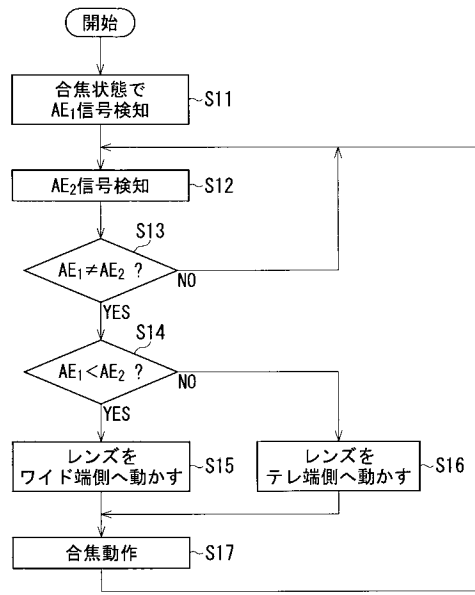 開始
合焦状態で
AE₁信号検知
S11
AE₂信号検知
S12
S13
AE₁≠AE₂ ?
NO
YES
S14
AE₁<AE₂ ?
NO
YES
レンズを
ワイド端側へ動かす
S15
レンズを
テレ端側へ動かす
S16
合焦動作
S17